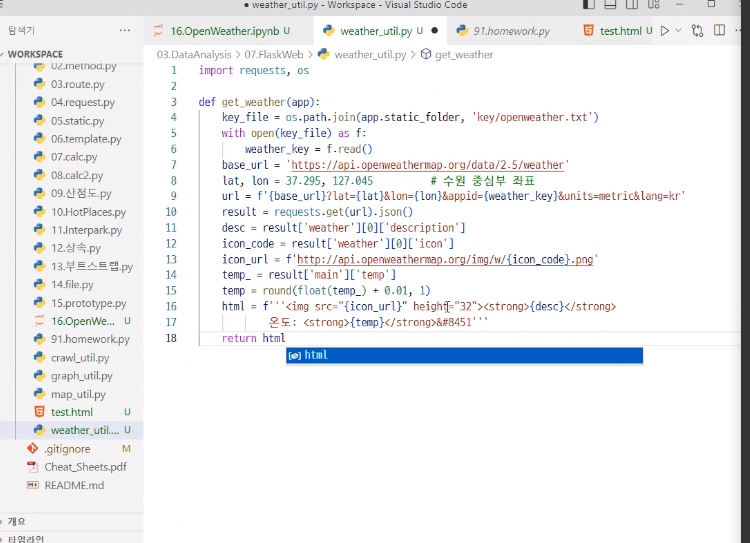 ● weather_util.py - Workspace - Visual Studio Code
탐색기 ...
16.OpenWeather.ipynb U weather_util.py U ● 91.homework.py test.html U
WORKSPACE
03.DataAnalysis > 07.FlaskWeb > weather_util.py > get_weather
02.method.py
03.route.py
04.request.py
05.static.py
06.template.py
07.calc.py
08.calc2.py
09.산점도.py
10.HotPlaces.py
11.Interpark.py
12.상속.py
13.부트스트랩.py
14.file.py
15.prototype.py
16.OpenWe... U
91.homework.py
crawl_util.py
graph_util.py
map_util.py
test.html U
weather_util.... U
.gitignore M
Cheat_Sheets.pdf
README.md
개요
타임라인
1 import requests, os
2
3 def get_weather(app):
4 key_file = os.path.join(app.static_folder, 'key/openweather.txt')
5 with open(key_file) as f:
6 weather_key = f.read()
7 base_url = 'https://api.openweathermap.org/data/2.5/weather'
8 lat, lon = 37.295, 127.045 # 수원 중심부 좌표
9 url = f'{base_url}?lat={lat}&lon={lon}&appid={weather_key}&units=metric&lang=kr'
10 result = requests.get(url).json()
11 desc = result['weather'][0]['description']
12 icon_code = result['weather'][0]['icon']
13 icon_url = f'http://api.openweathermap.org/img/w/{icon_code}.png'
14 temp_ = result['main']['temp']
15 temp = round(float(temp_) + 0.01, 1)
16 html = f'''<img src="{icon_url}" height="32"><strong>{desc}</strong>
17 온도: <strong>{temp}</strong>&#8451'''
18 return html
html